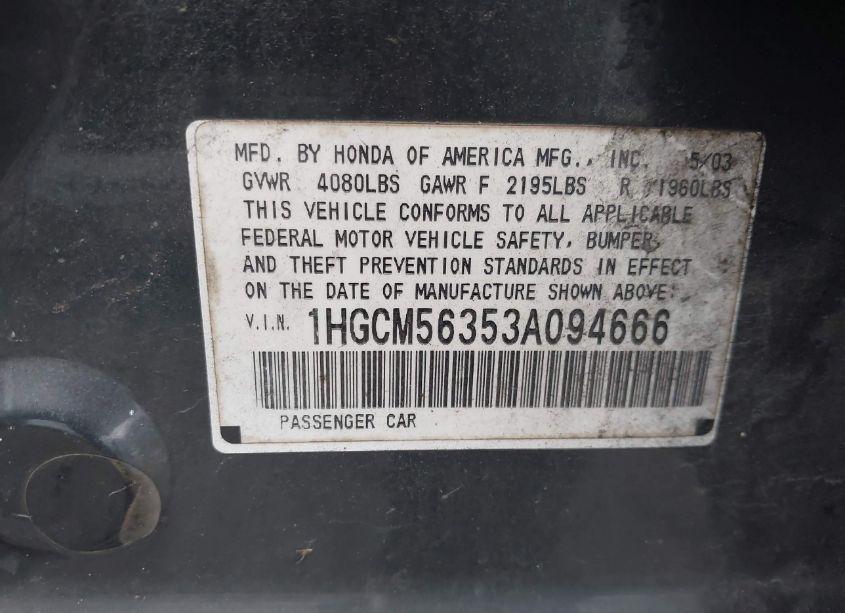 MFD. BY HONDA OF AMERICA MFG., INC. 5/03
GVWR 4080LBS GAWR F 2195LBS R 1960LBS
THIS VEHICLE CONFORMS TO ALL APPLICABLE
FEDERAL MOTOR VEHICLE SAFETY, BUMPER,
AND THEFT PREVENTION STANDARDS IN EFFECT
ON THE DATE OF MANUFACTURE SHOWN ABOVE:
V.I.N. 1HGCM56353A094666
PASSENGER CAR